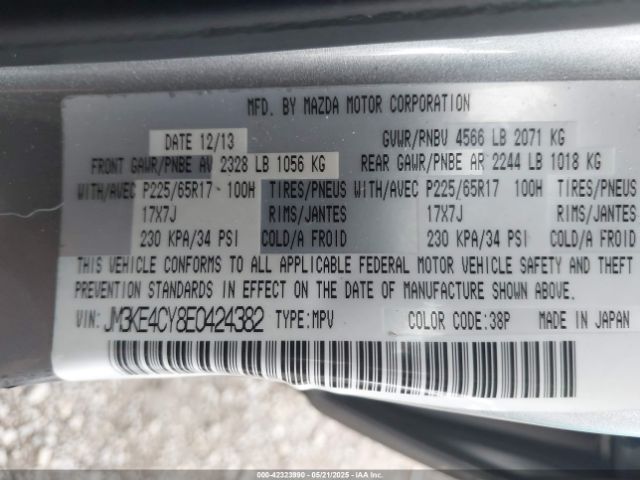 MFD. BY MAZDA MOTOR CORPORATION
DATE 12/13 GVWR/PNBV 4566 LB 2071 KG
FRONT GAWR/PNBE AV 2328 LB 1056 KG REAR GAWR/PNBE AR 2244 LB 1018 KG
WITH/AVEC P225/65R17 100H TIRES/PNEUS WITH/AVEC P225/65R17 100H TIRES/PNEUS
17X7J RIMS/JANTES 17X7J RIMS/JANTES
230 KPA/34 PSI COLD/A FROID 230 KPA/34 PSI COLD/A FROID
THIS VEHICLE CONFORMS TO ALL APPLICABLE FEDERAL MOTOR VEHICLE SAFETY AND THEFT
PREVENTION STANDARDS IN EFFECT ON THE DATE OF MANUFACTURE SHOWN ABOVE.
VIN: JM3KE4CY8E0424382 TYPE:MPV COLOR CODE:38P MADE IN JAPAN
000-42323990 05/21/2025 IAA Inc.